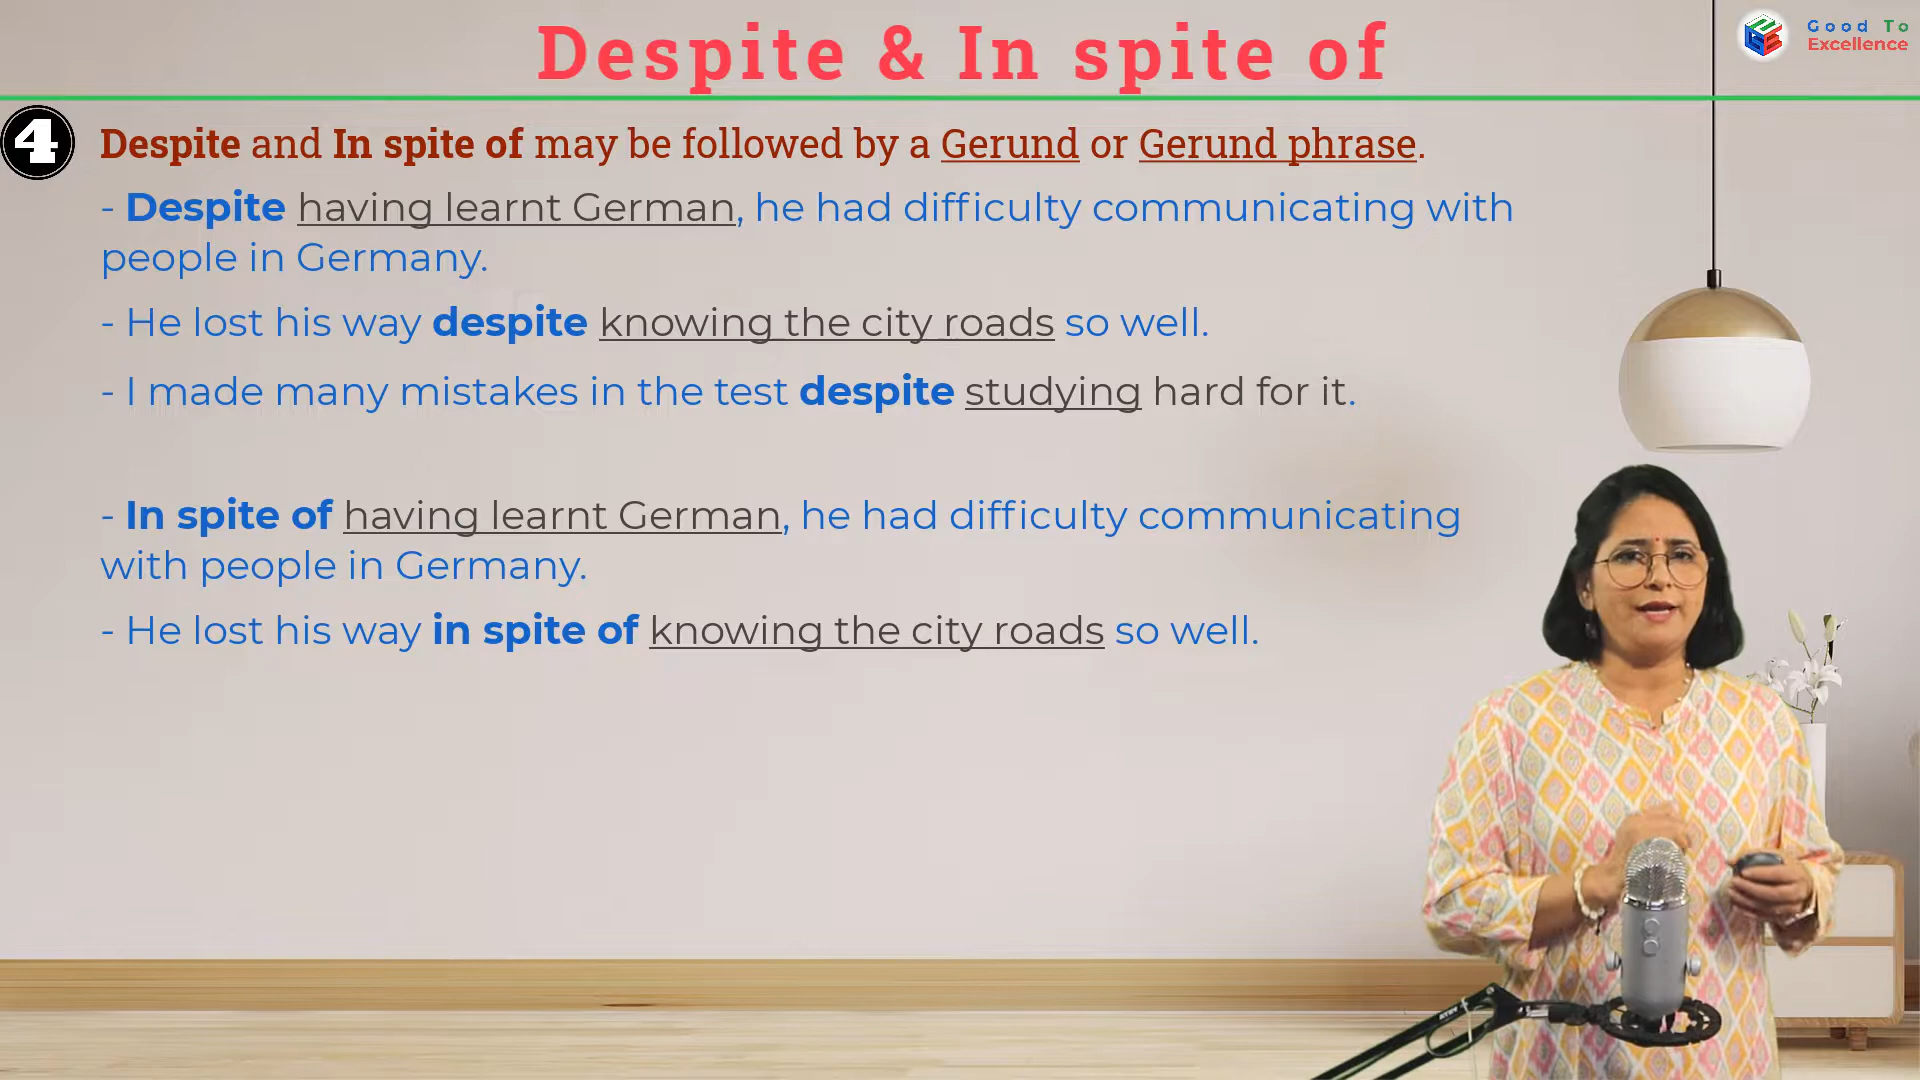 Despite & In spite of
Good To
Excellence
4 Despite and In spite of may be followed by a Gerund or Gerund phrase.
- Despite having learnt German, he had difficulty communicating with
people in Germany.
- He lost his way despite knowing the city roads so well.
- I made many mistakes in the test despite studying hard for it.
- In spite of having learnt German, he had difficulty communicating
with people in Germany.
- He lost his way in spite of knowing the city roads so well.